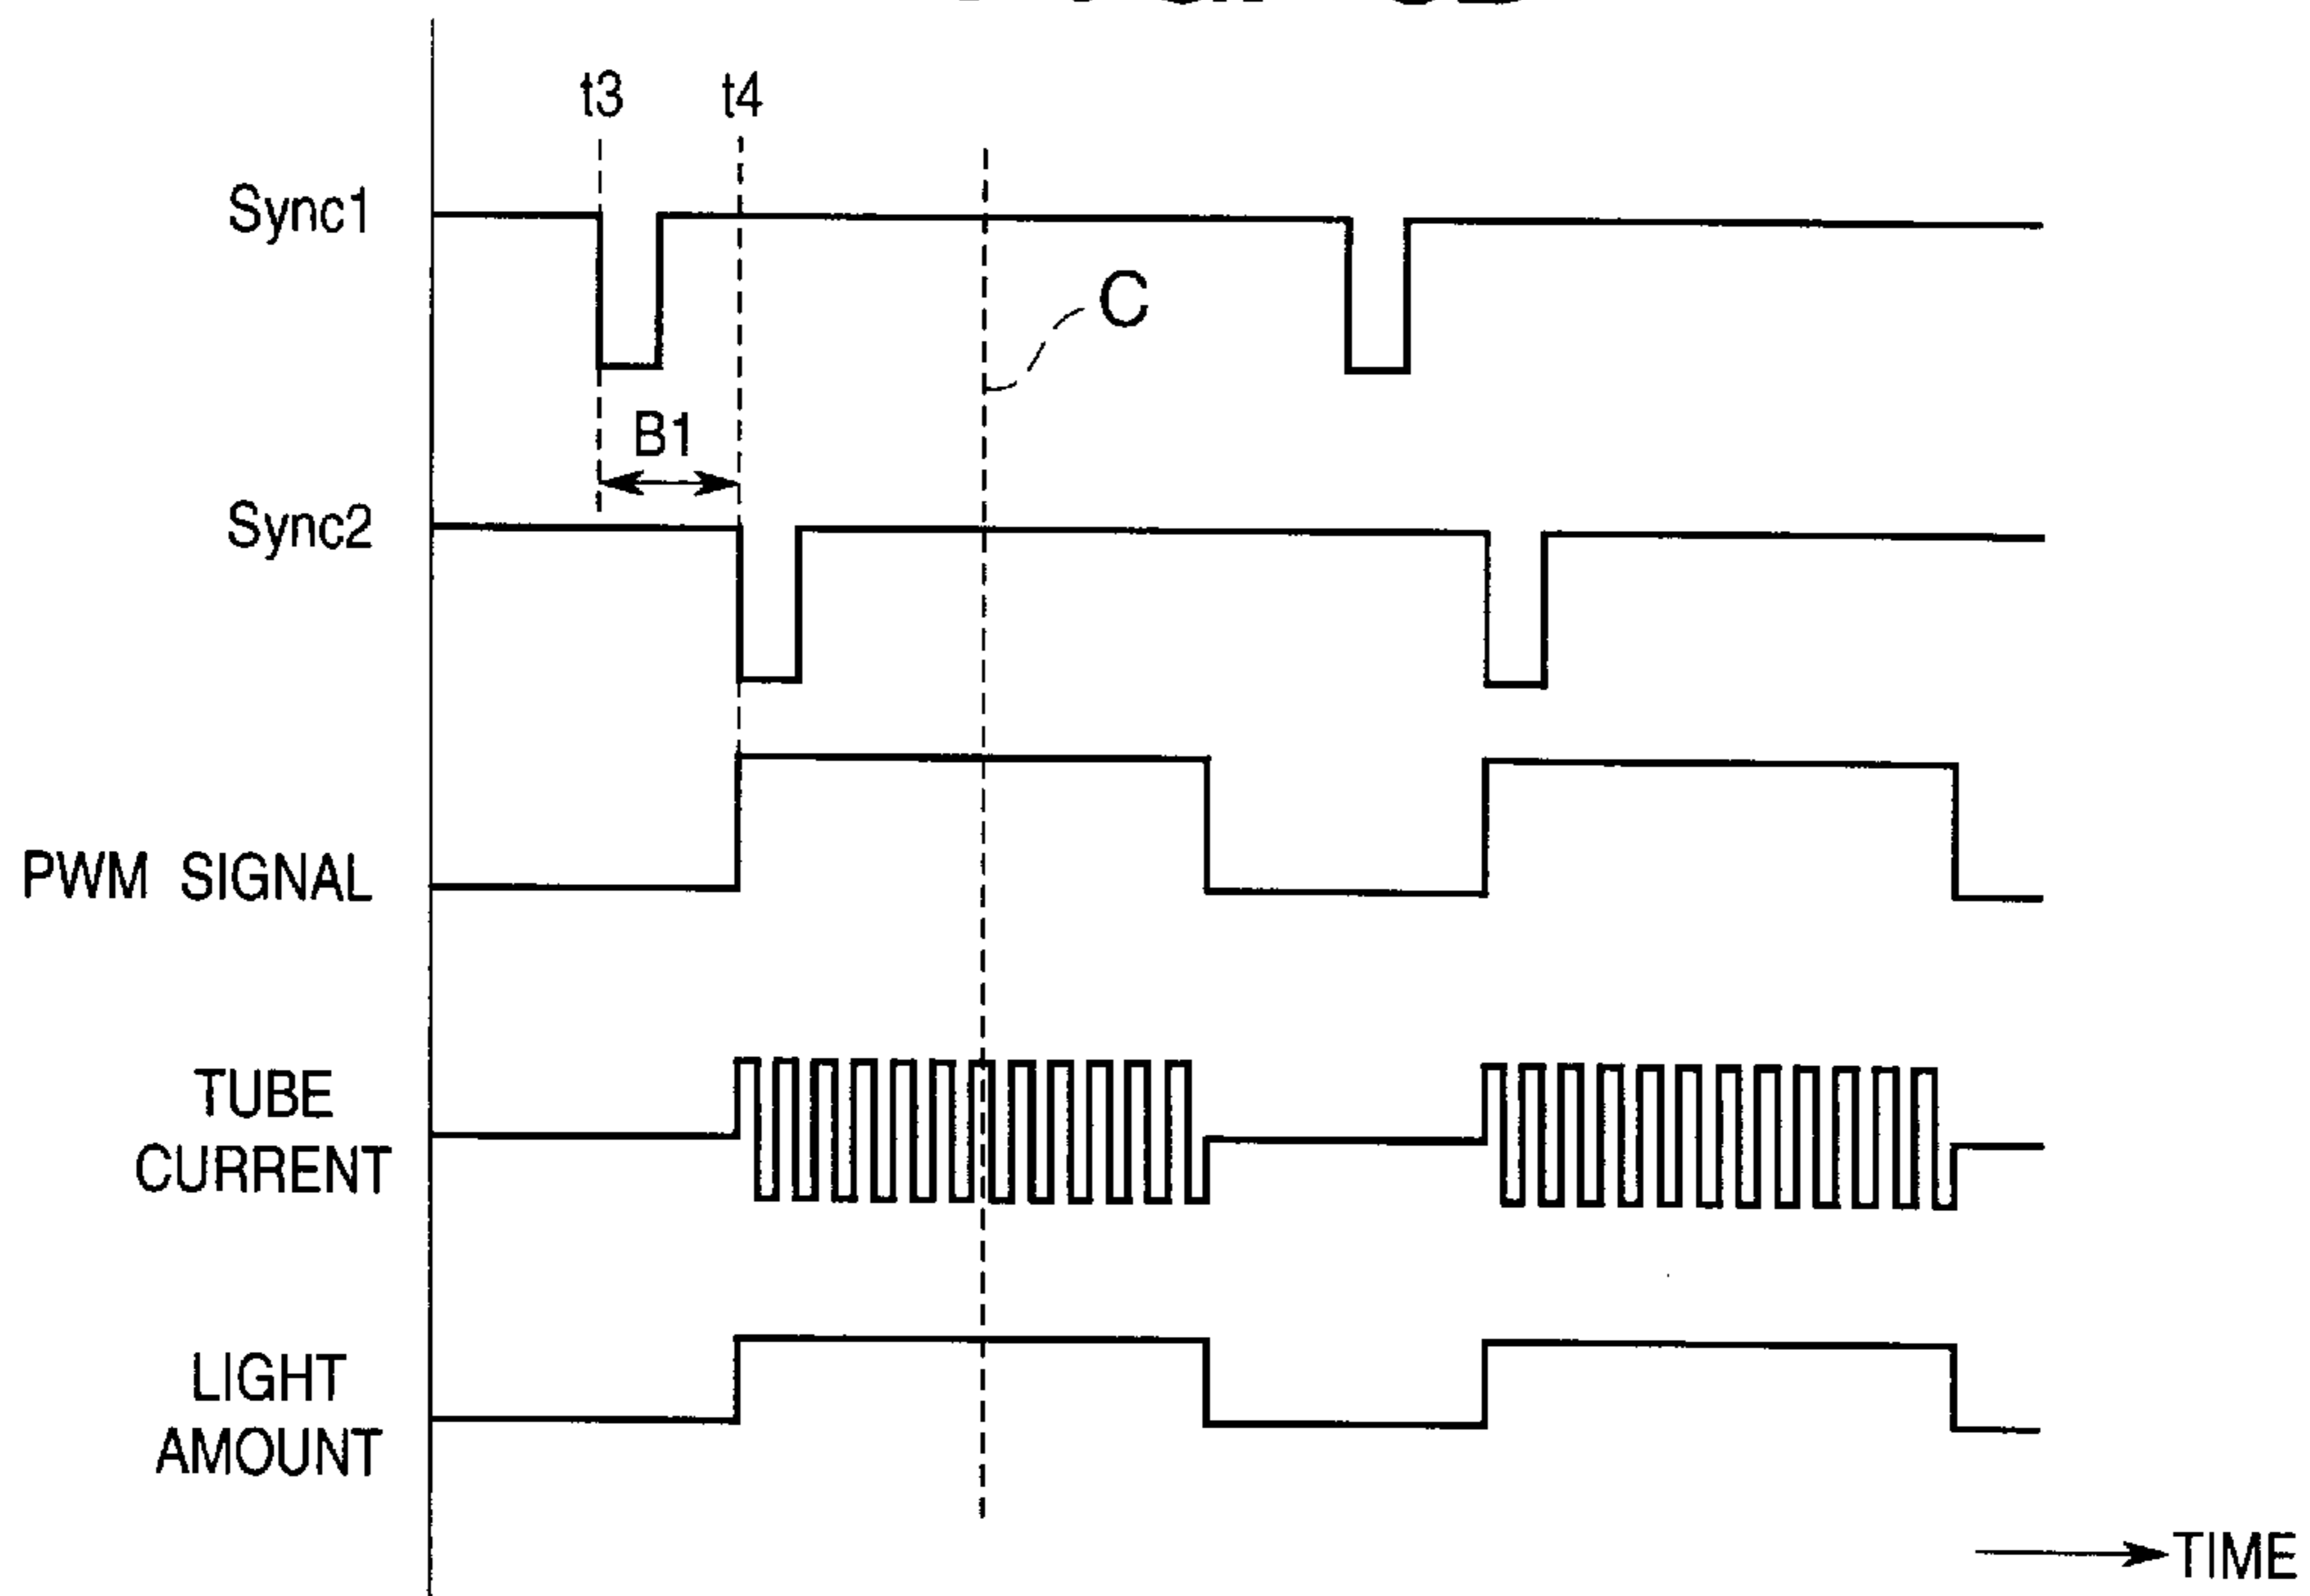 t3 t4
Sync1
C
B1
Sync2
PWM SIGNAL
TUBE
CURRENT
LIGHT
AMOUNT
TIME